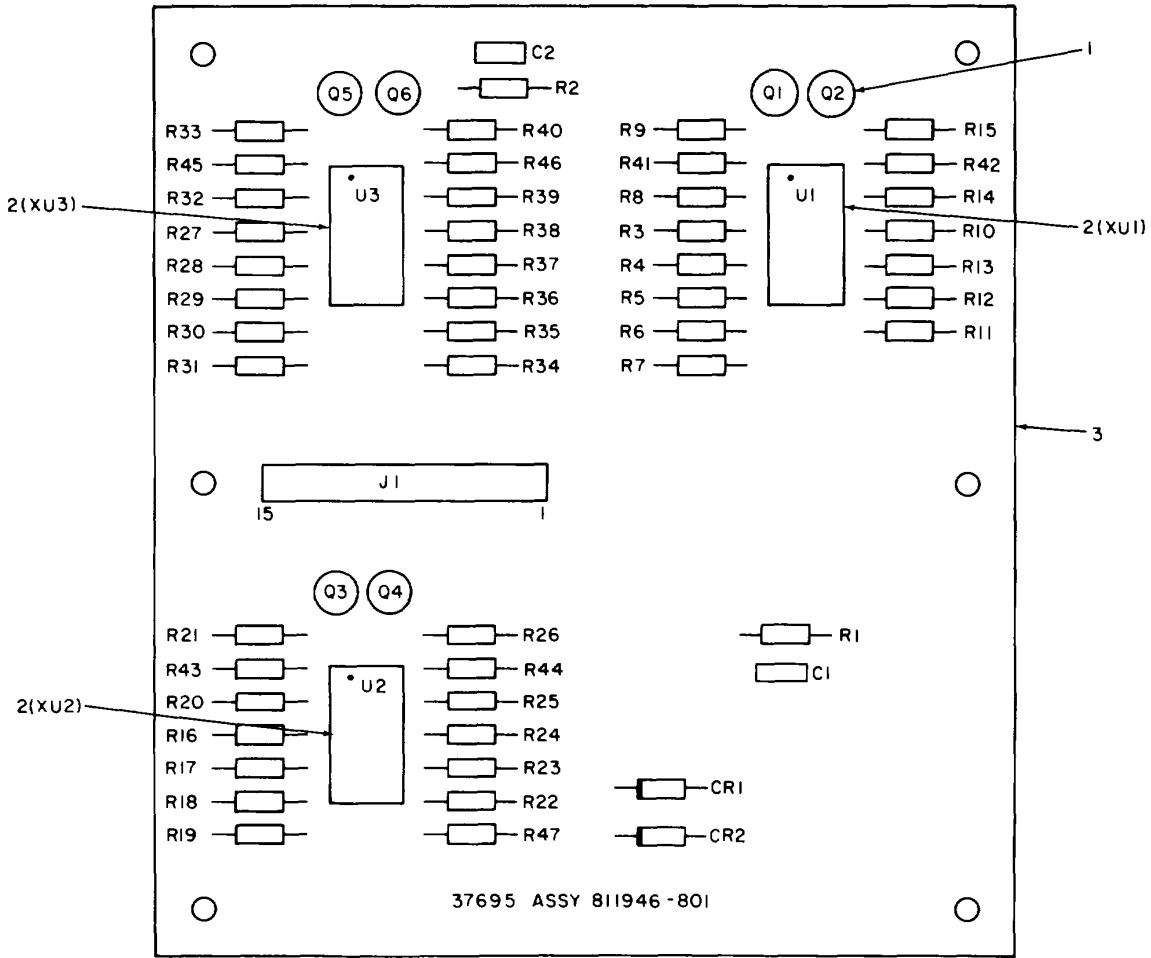 C2
1
Q5 Q6 R2 Q1 Q2
R33 R40 R9 R15
R45 R46 R41 R42
2(XU3) R32 U3 R39 R8 U1 R14
R27 R38 R3 R10 2(XU1)
R28 R37 R4 R13
R29 R36 R5 R12
R30 R35 R6 R11
R31 R34 R7
3
J1
15 1
Q3 Q4
R21 R26 R1
R43 R44 C1
2(XU2) R20 U2 R25
R16 R24
R17 R23
R18 R22 CR1
R19 R47 CR2
37695 ASSY 811946-801